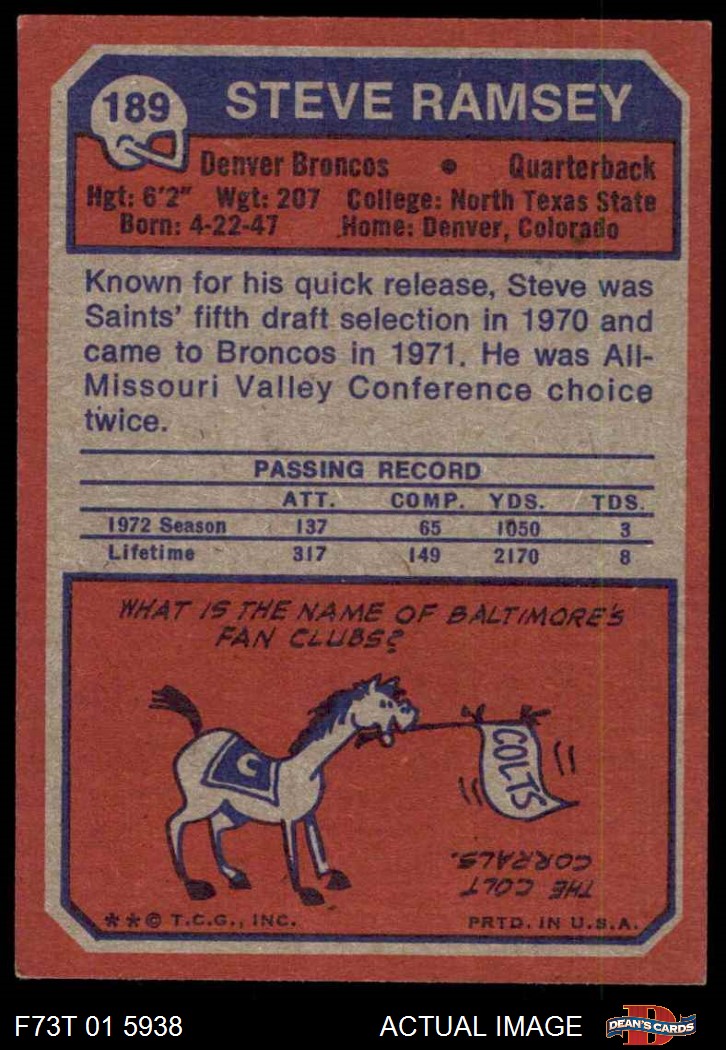 189
STEVE RAMSEY
Denver Broncos • Quarterback
Hgt: 6'2" Wgt: 207 College: North Texas State
Born: 4-22-47 Home: Denver, Colorado
Known for his quick release, Steve was
Saints' fifth draft selection in 1970 and
came to Broncos in 1971. He was All-
Missouri Valley Conference choice
twice.
PASSING RECORD
ATT. COMP. YDS. TDS.
1972 Season 137 65 1050 3
Lifetime 317 149 2170 8
WHAT IS THE NAME OF BALTIMORE'S
FAN CLUBS?
C
COLTS
THE COLT
CORRALS.
**© T.C.G., INC. PRTD. IN U.S.A.
F73T 01 5938 ACTUAL IMAGE
D
DEAN'S CARDS